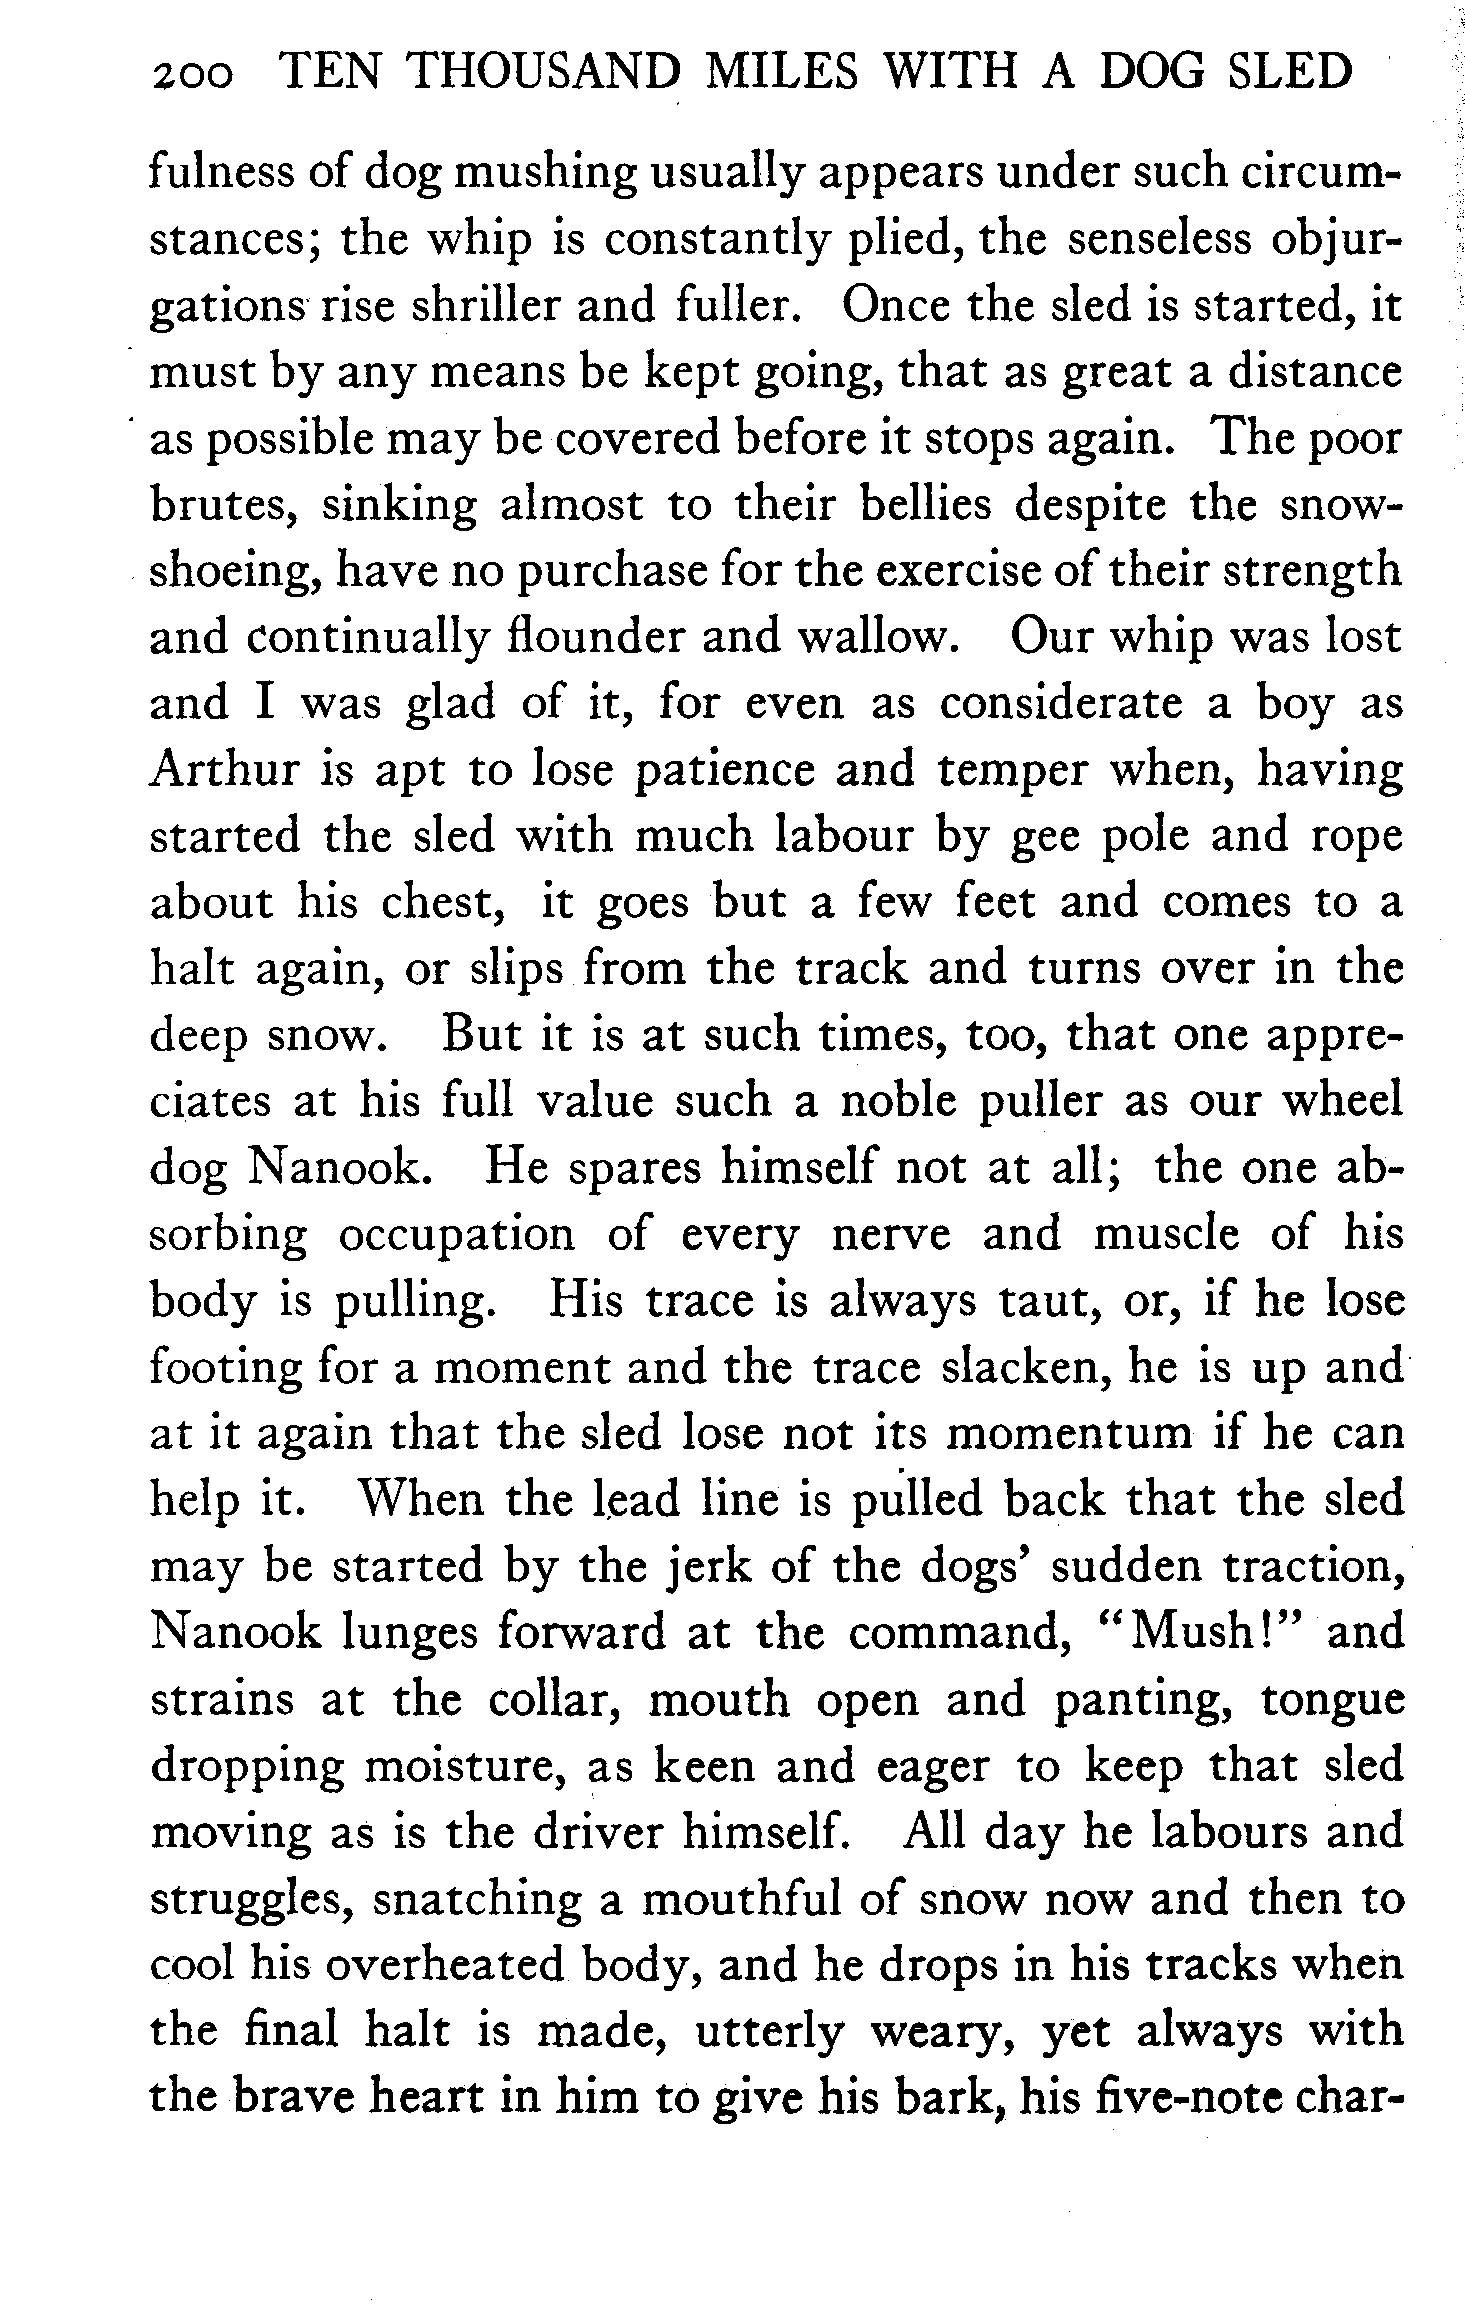 200 TEN THOUSAND MILES WITH A DOG SLED
fulness of dog mushing usually appears under such circum-
stances; the whip is constantly plied, the senseless objur-
gations rise shriller and fuller. Once the sled is started, it
must by any means be kept going, that as great a distance
as possible may be covered before it stops again. The poor
brutes, sinking almost to their bellies despite the snow-
shoeing, have no purchase for the exercise of their strength
and continually flounder and wallow. Our whip was lost
and I was glad of it, for even as considerate a boy as
Arthur is apt to lose patience and temper when, having
started the sled with much labour by gee pole and rope
about his chest, it goes but a few feet and comes to a
halt again, or slips from the track and turns over in the
deep snow. But it is at such times, too, that one appre-
ciates at his full value such a noble puller as our wheel
dog Nanook. He spares himself not at all; the one ab-
sorbing occupation of every nerve and muscle of his
body is pulling. His trace is always taut, or, if he lose
footing for a moment and the trace slacken, he is up and
at it again that the sled lose not its momentum if he can
help it. When the lead line is pulled back that the sled
may be started by the jerk of the dogs' sudden traction,
Nanook lunges forward at the command, "Mush!" and
strains at the collar, mouth open and panting, tongue
dropping moisture, as keen and eager to keep that sled
moving as is the driver himself. All day he labours and
struggles, snatching a mouthful of snow now and then to
cool his overheated body, and he drops in his tracks when
the final halt is made, utterly weary, yet always with
the brave heart in him to give his bark, his five-note char-